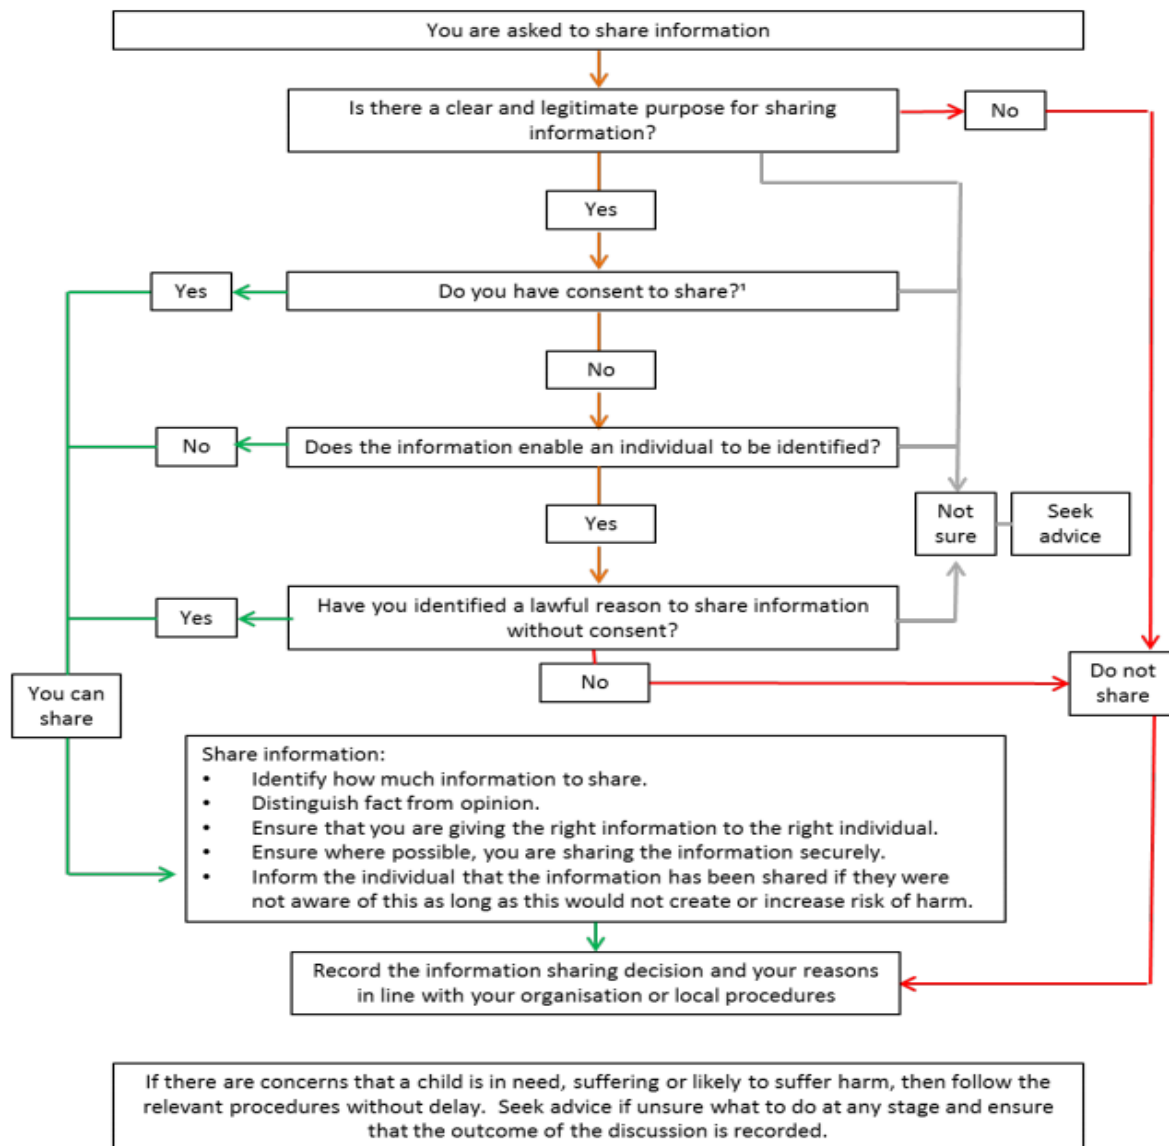 You are asked to share information
Is there a clear and legitimate purpose for sharing
information?
No
Yes
Yes
Do you have consent to share?¹
No
No
Does the information enable an individual to be identified?
Yes
Not
sure
Seek
advice
Yes
Have you identified a lawful reason to share information
without consent?
No
Do not
share
You can
share
Share information:
• Identify how much information to share.
• Distinguish fact from opinion.
• Ensure that you are giving the right information to the right individual.
• Ensure where possible, you are sharing the information securely.
• Inform the individual that the information has been shared if they were
not aware of this as long as this would not create or increase risk of harm.
Record the information sharing decision and your reasons
in line with your organisation or local procedures
If there are concerns that a child is in need, suffering or likely to suffer harm, then follow the
relevant procedures without delay. Seek advice if unsure what to do at any stage and ensure
that the outcome of the discussion is recorded.